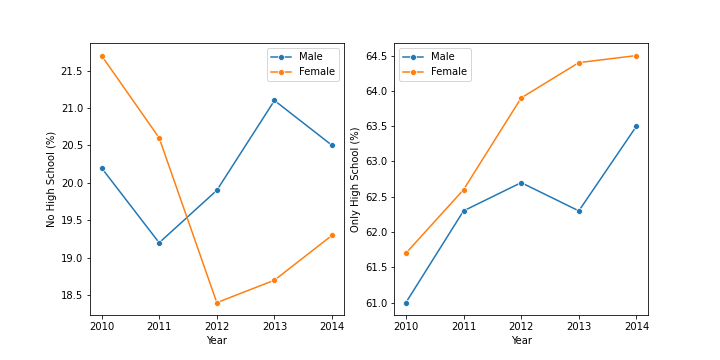 No High School (%)
21.5
21.0
20.5
20.0
19.5
19.0
18.5
2010 2011 2012 2013 2014
Year
Male
Female
Only High School (%)
64.5
64.0
63.5
63.0
62.5
62.0
61.5
61.0
2010 2011 2012 2013 2014
Year
Male
Female